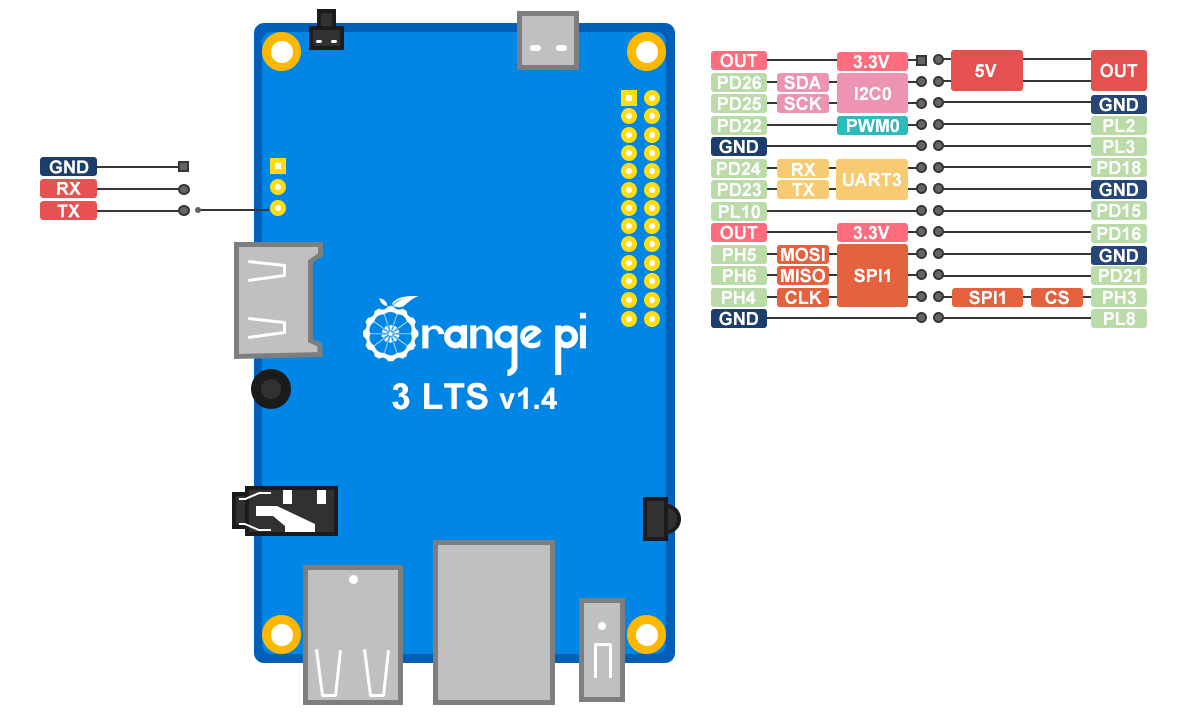 GND
RX
TX
Orange pi
3 LTS v1.4
OUT 3.3V 5V OUT
PD26 SDA I2C0
PD25 SCK GND
PD22 PWM0 PL2
GND PL3
PD24 RX UART3 PD18
PD23 TX GND
PL10 PD15
OUT 3.3V PD16
PH5 MOSI SPI1 GND
PH6 MISO PD21
PH4 CLK SPI1 CS PH3
GND PL8